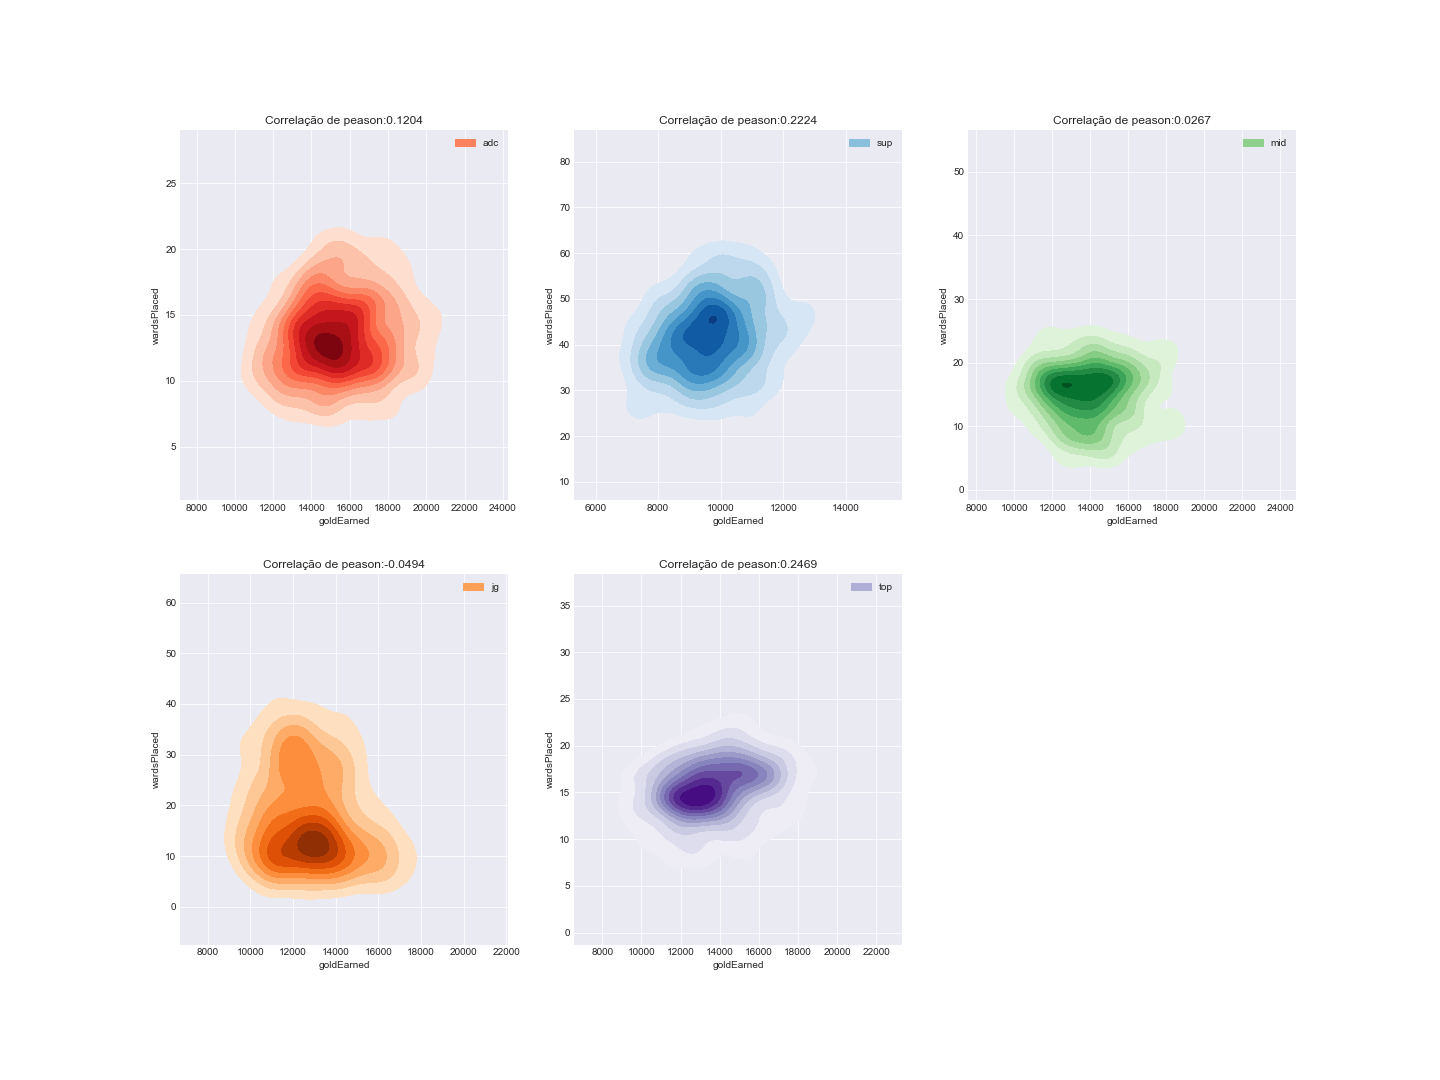 Correlação de peason:0.1204
adc
25
20
15
10
5
wardsPlaced
8000 10000 12000 14000 16000 18000 20000 22000 24000
goldEarned
Correlação de peason:0.2224
sup
80
70
60
50
40
30
20
10
wardsPlaced
6000 8000 10000 12000 14000
goldEarned
Correlação de peason:0.0267
mid
50
40
30
20
10
0
wardsPlaced
8000 10000 12000 14000 16000 18000 20000 22000 24000
goldEarned
Correlação de peason:-0.0494
jg
60
50
40
30
20
10
0
wardsPlaced
8000 10000 12000 14000 16000 18000 20000 22000
goldEarned
Correlação de peason:0.2469
top
35
30
25
20
15
10
5
0
wardsPlaced
8000 10000 12000 14000 16000 18000 20000 22000
goldEarned